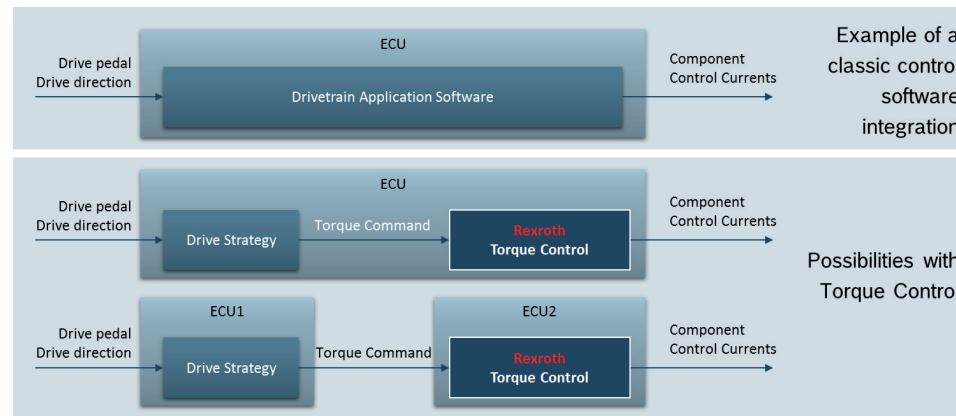 ECU
Drive pedal
Drive direction
Drivetrain Application Software
Component
Control Currents
Example of a
classic contro
software
integration
ECU
Drive pedal
Drive direction
Drive Strategy
Torque Command
Rexroth
Torque Control
Component
Control Currents
Possibilities with
Torque Contro
ECU1
ECU2
Drive pedal
Drive direction
Drive Strategy
Torque Command
Rexroth
Torque Control
Component
Control Currents